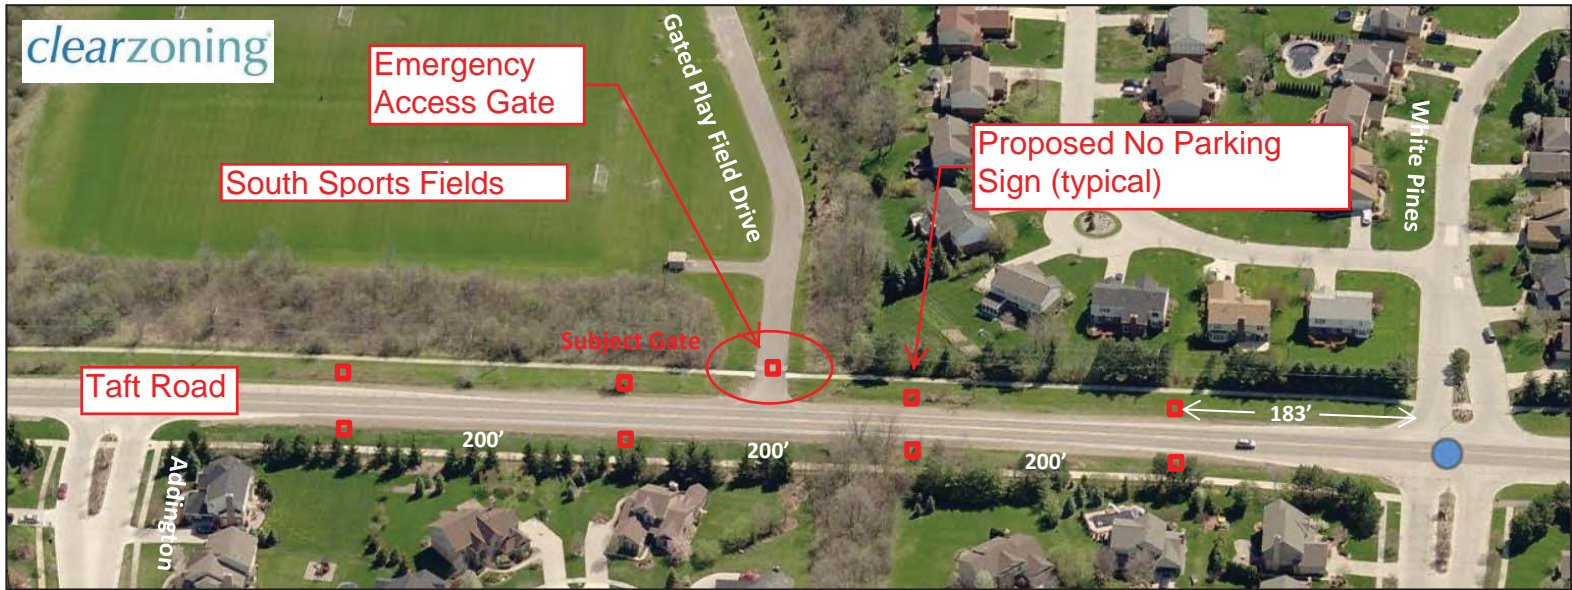 clearzoning
Emergency
Access Gate
Gated Play Field Drive
South Sports Fields
Proposed No Parking
Sign (typical)
White Pines
Subject Gate
Taft Road
183’
200’
200’
200’
Addington